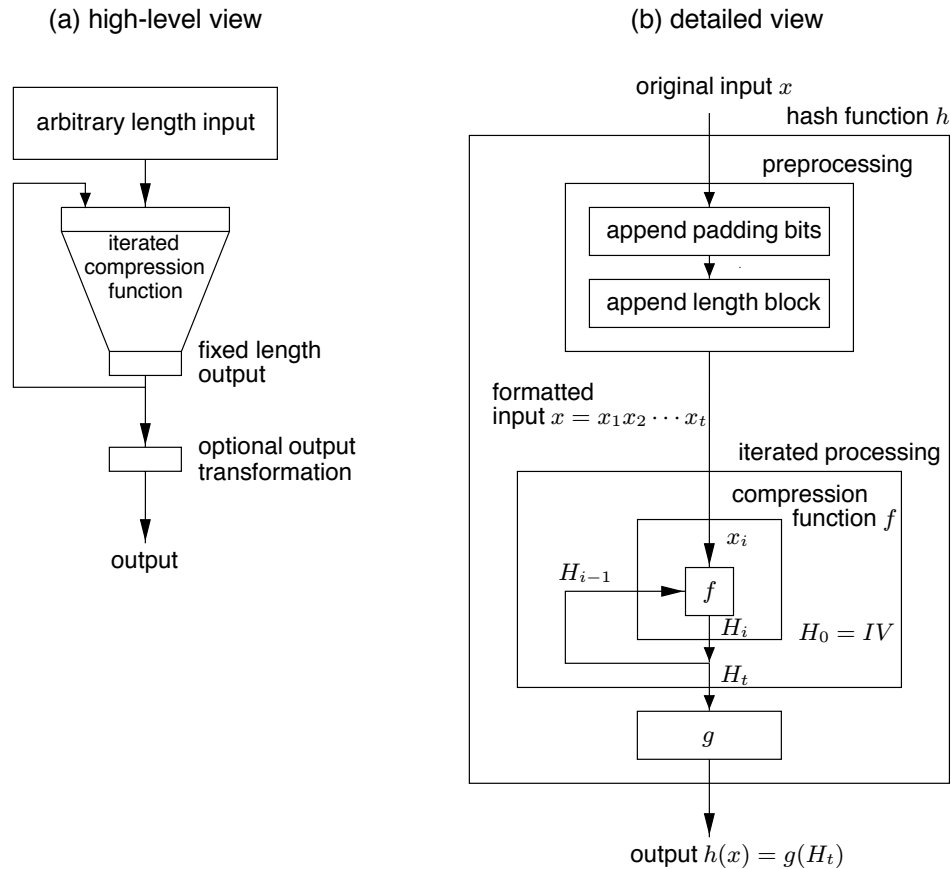 (a) high-level view
arbitrary length input
iterated
compression
function
fixed length
output
optional output
transformation
output
(b) detailed view
original input x
hash function h
preprocessing
append padding bits
append length block
formatted
input x = x₁x₂ ⋯ xₜ
iterated processing
compression
function f
xᵢ
Hᵢ₋₁
f
Hᵢ
H₀ = IV
Hₜ
g
output h(x) = g(Hₜ)